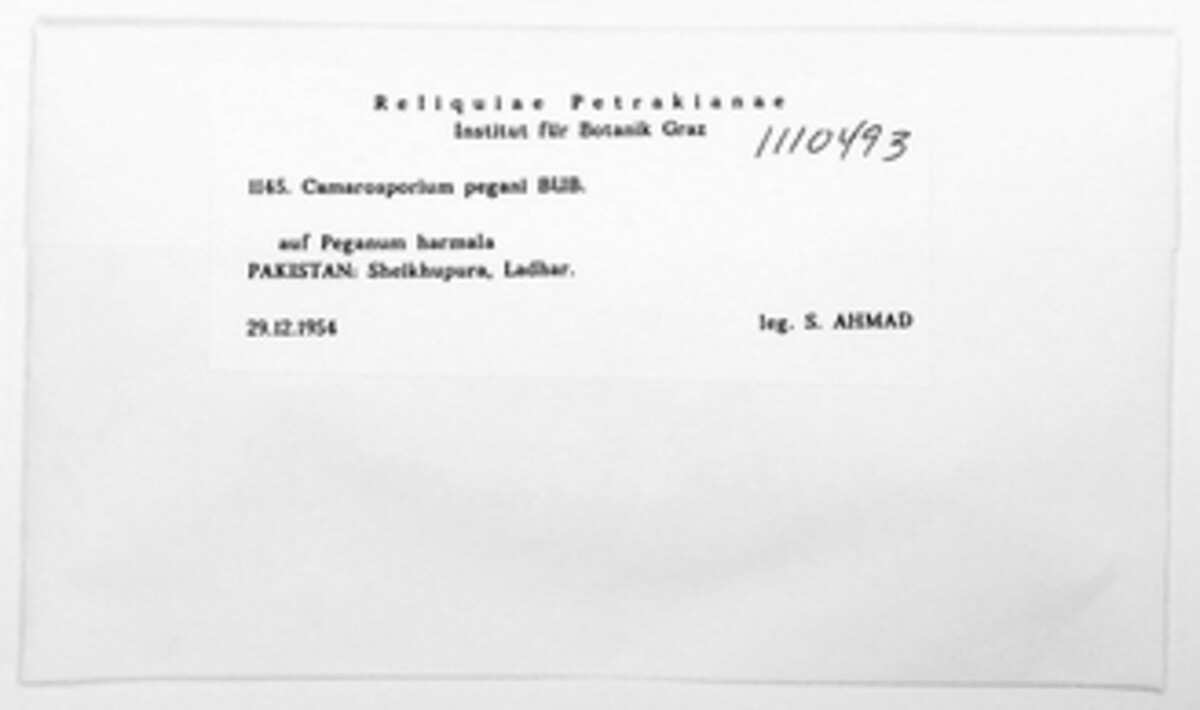 Reliquiae Petrakianae
Institut für Botanik Graz
1110493
1165. Camarosporium pegani BUB.
auf Peganum harmala
PAKISTAN: Sheikhupura, Ladhar.
29.12.1954
leg. S. AHMAD